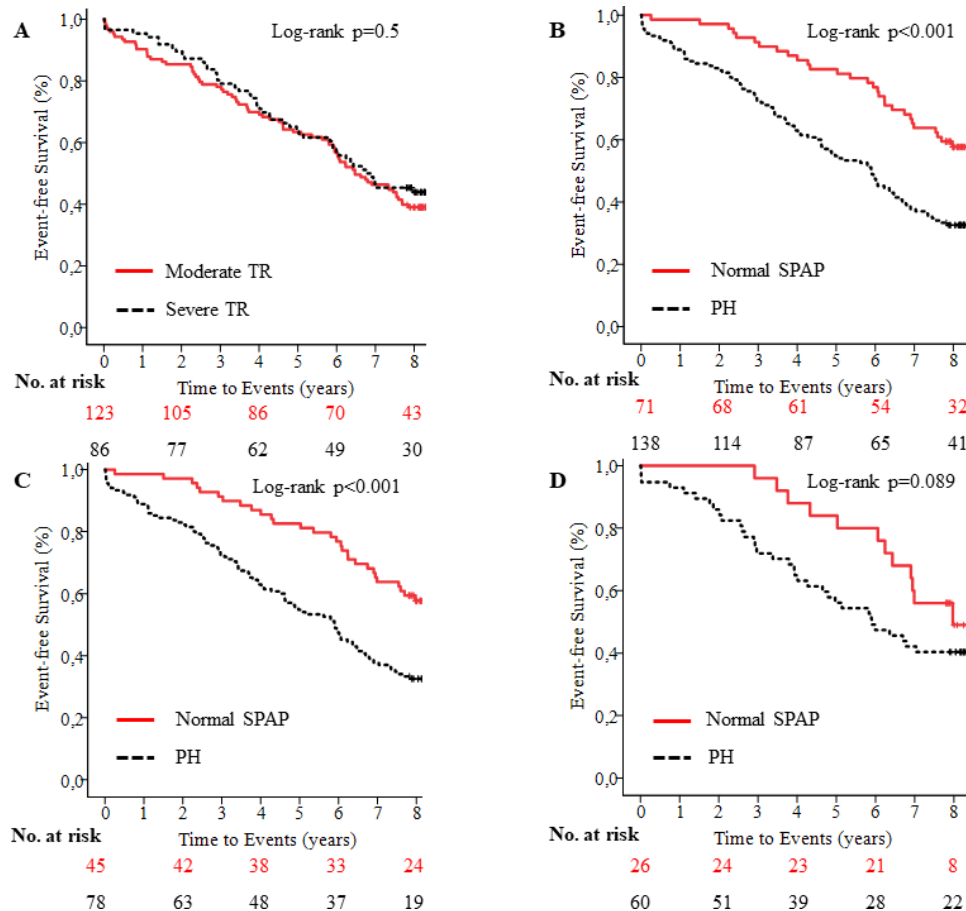 A
Log-rank p=0.5
Event-free Survival (%)
1,0
0,8
0,6
0,4
0,2
0,0
Moderate TR
Severe TR
0 1 2 3 4 5 6 7 8
No. at risk
Time to Events (years)
123 105 86 70 43
86 77 62 49 30
B
Log-rank p<0.001
Event-free Survival (%)
1,0
0,8
0,6
0,4
0,2
0,0
Normal SPAP
PH
0 1 2 3 4 5 6 7 8
No. at risk
Time to Events (years)
71 68 61 54 32
138 114 87 65 41
C
Log-rank p<0.001
Event-free Survival (%)
1,0
0,8
0,6
0,4
0,2
0,0
Normal SPAP
PH
0 1 2 3 4 5 6 7 8
No. at risk
Time to Events (years)
45 42 38 33 24
78 63 48 37 19
D
Log-rank p=0.089
Event-free Survival (%)
1,0
0,8
0,6
0,4
0,2
0,0
Normal SPAP
PH
0 1 2 3 4 5 6 7 8
No. at risk
Time to Events (years)
26 24 23 21 8
60 51 39 28 22